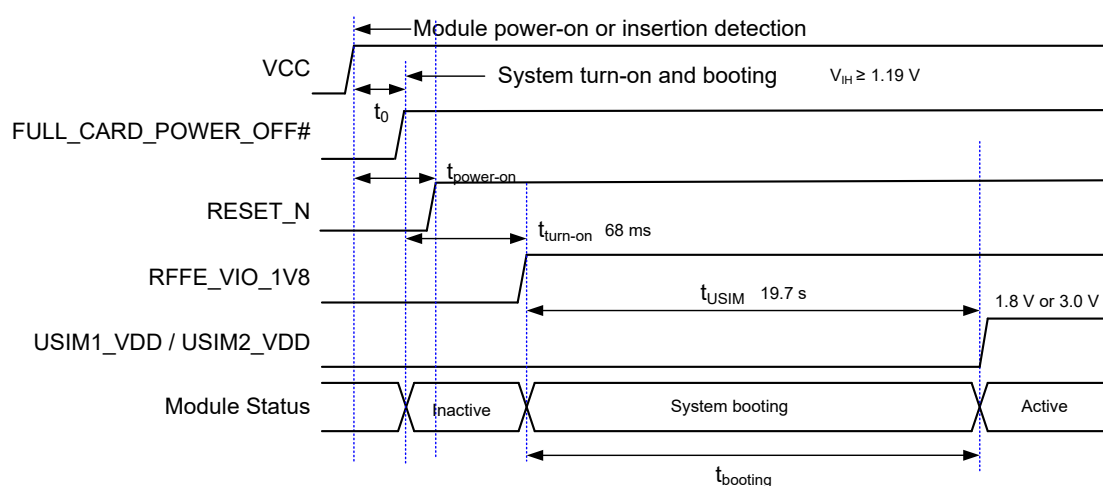 Module power-on or insertion detection
VCC
System turn-on and booting V_IH ≥ 1.19 V
t_0
FULL_CARD_POWER_OFF#
t_power-on
RESET_N
t_turn-on 68 ms
RFFE_VIO_1V8
t_USIM 19.7 s
1.8 V or 3.0 V
USIM1_VDD / USIM2_VDD
Module Status
Inactive
System booting
Active
t_booting